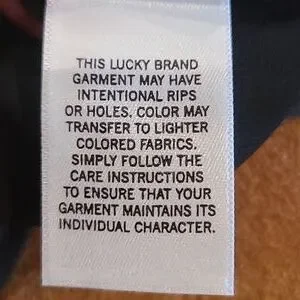 THIS LUCKY BRAND
GARMENT MAY HAVE
INTENTIONAL RIPS
OR HOLES. COLOR MAY
TRANSFER TO LIGHTER
COLORED FABRICS.
SIMPLY FOLLOW THE
CARE INSTRUCTIONS
TO ENSURE THAT YOUR
GARMENT MAINTAINS ITS
INDIVIDUAL CHARACTER.